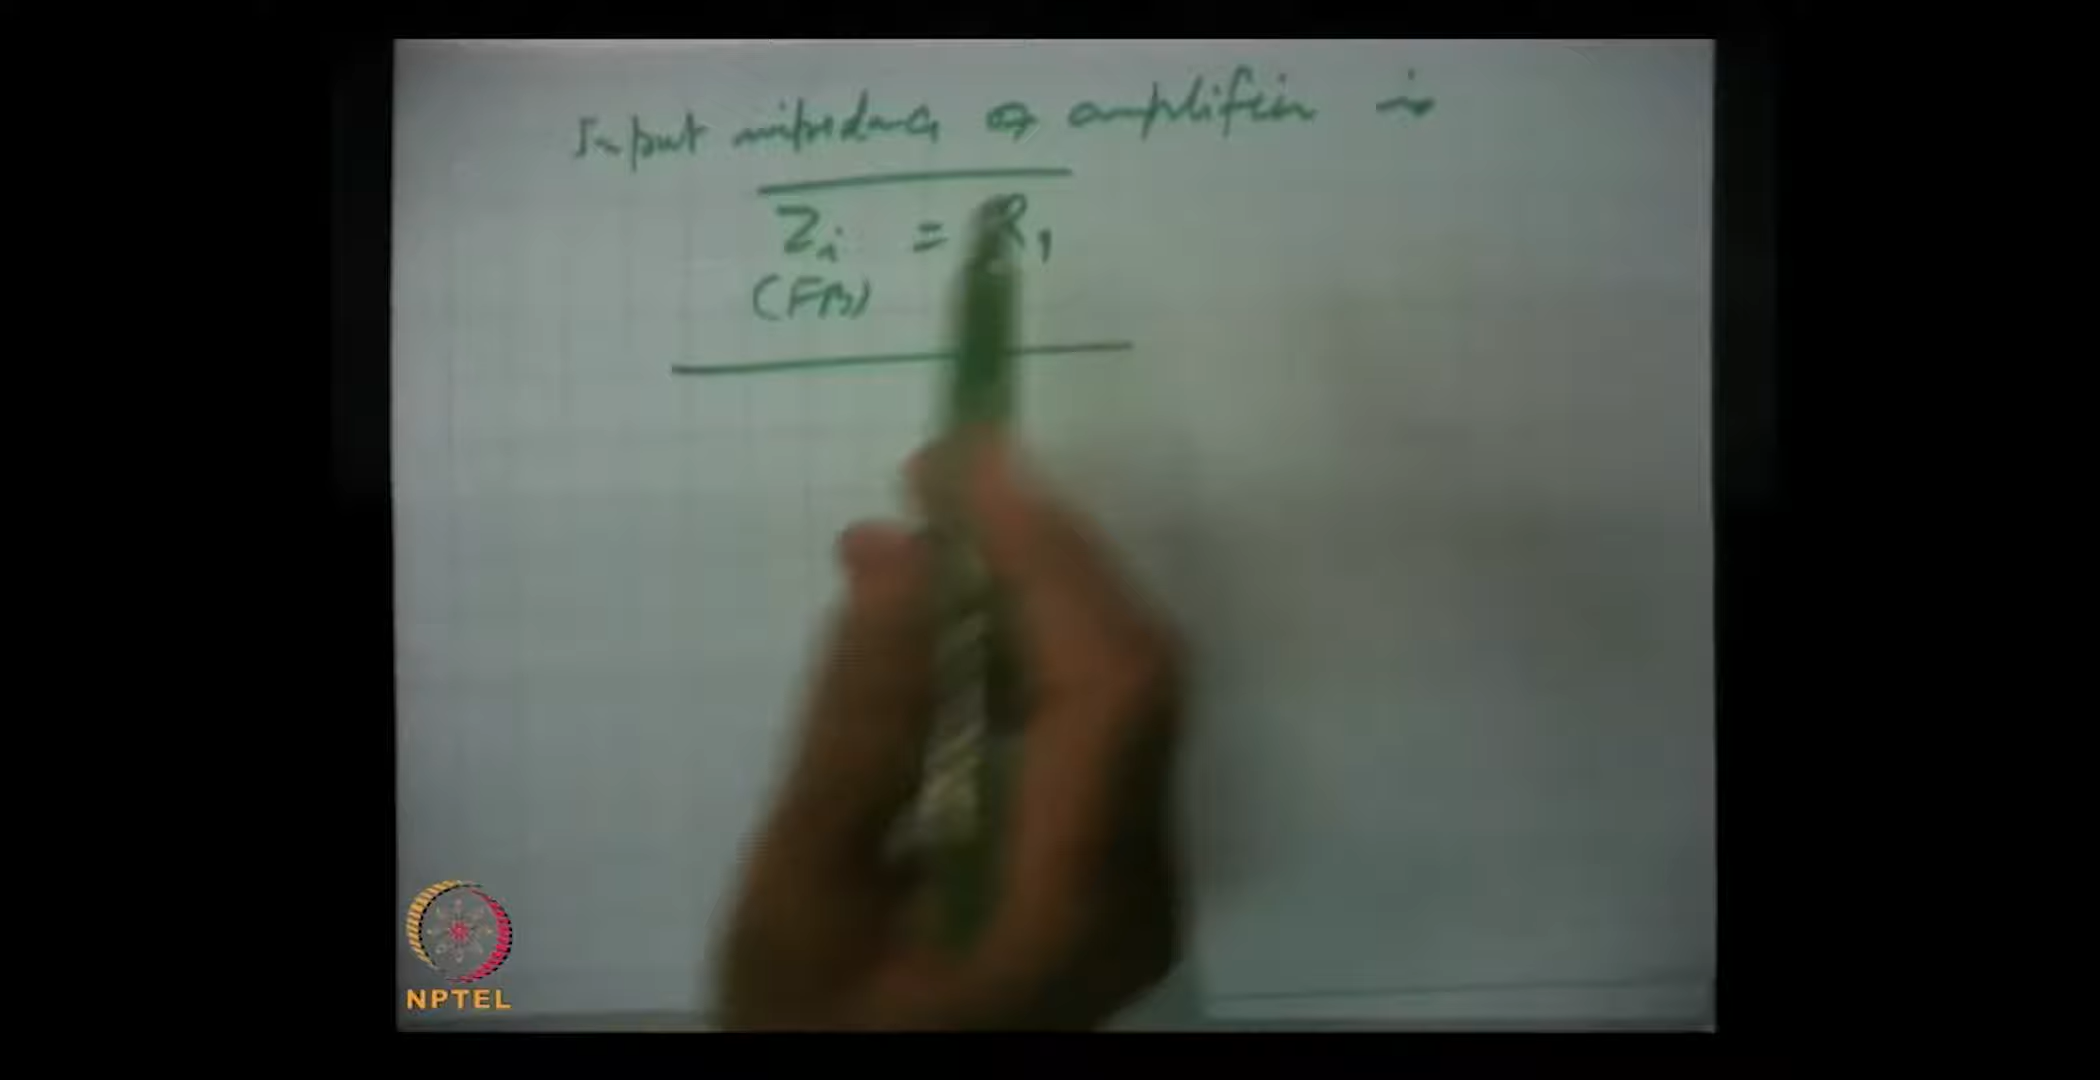 Input impedance of amplifier is
Zi = R1
(FB)
NPTEL